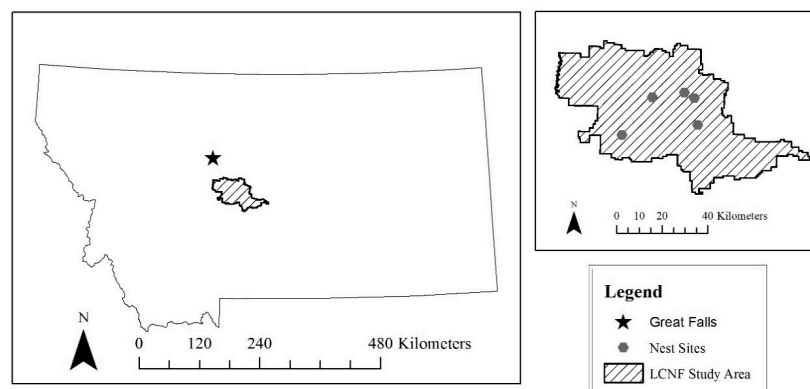 N
0 120 240 480 Kilometers
N
0 10 20 40 Kilometers
Legend
Great Falls
Nest Sites
LCNF Study Area